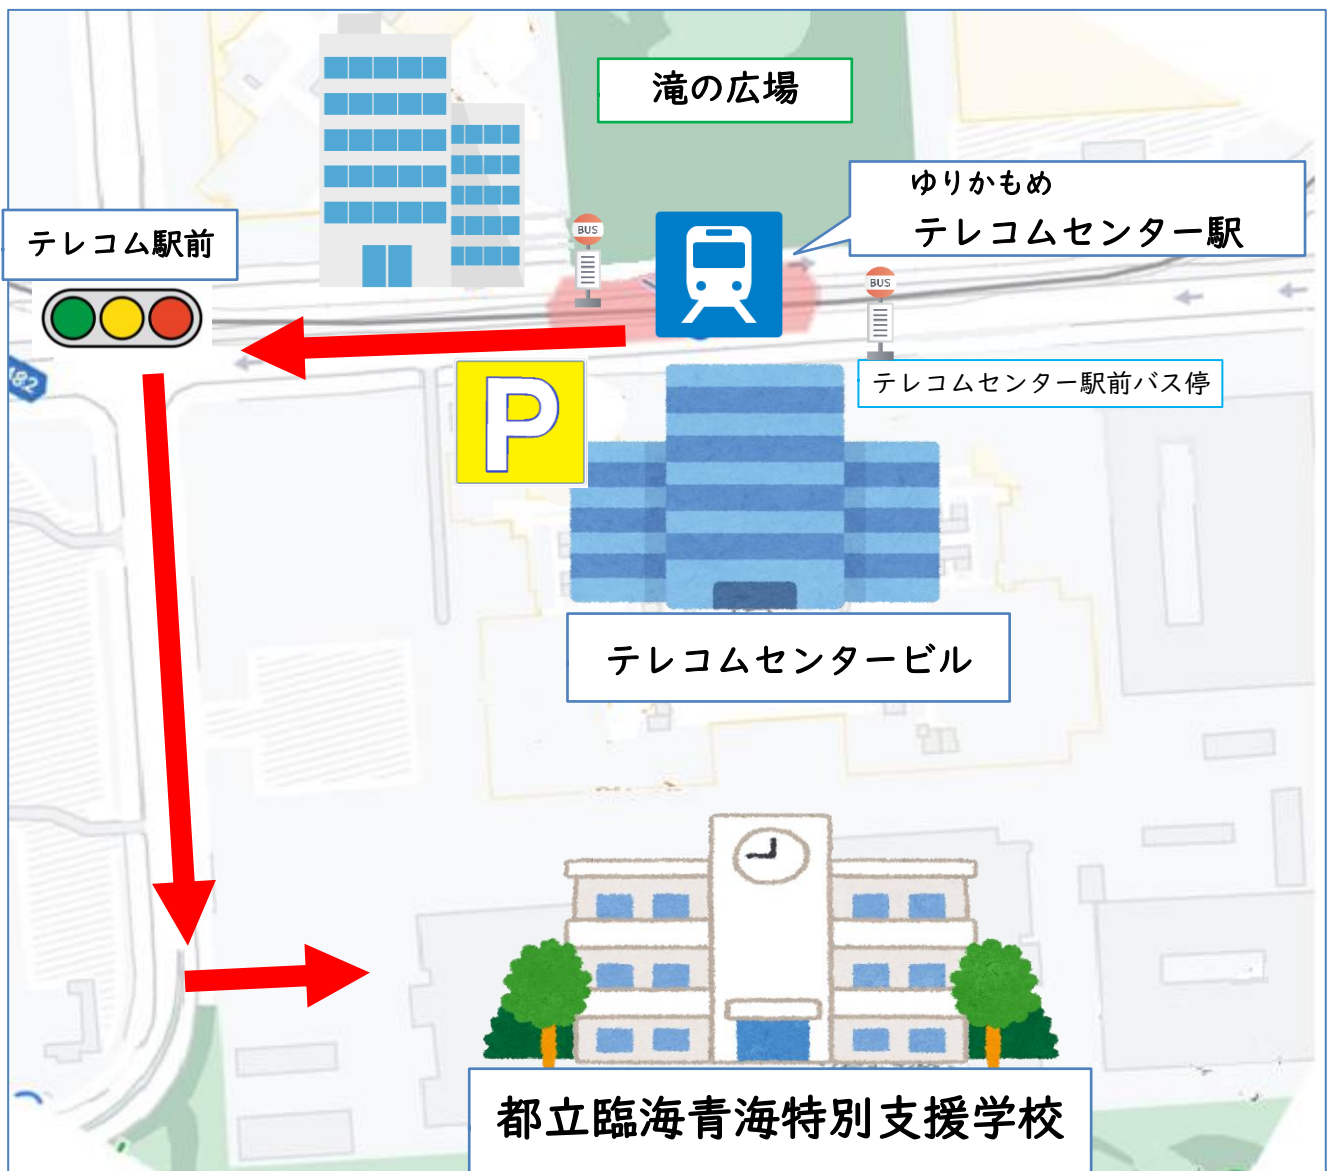 滝の広場
ゆりかもめ
テレコムセンター駅
テレコム駅前
BUS
BUS
482
テレコムセンター駅前バス停
P
テレコムセンタービル
都立臨海青海特別支援学校